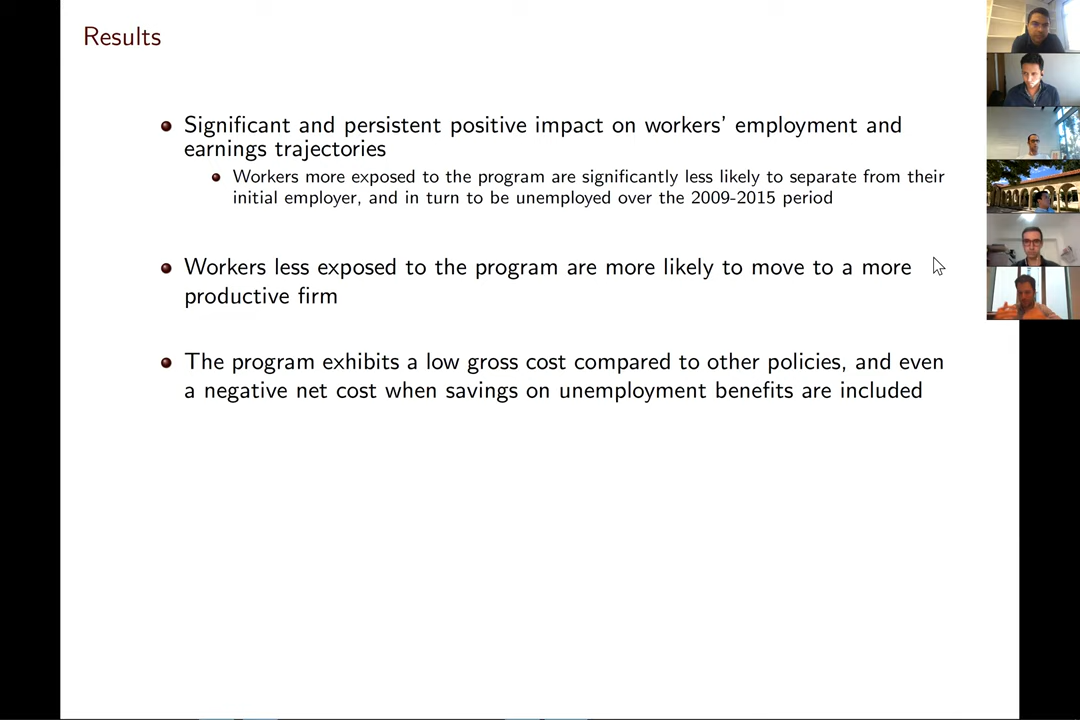 Results
Significant and persistent positive impact on workers' employment and
earnings trajectories
Workers more exposed to the program are significantly less likely to separate from their
initial employer, and in turn to be unemployed over the 2009-2015 period
Workers less exposed to the program are more likely to move to a more
productive firm
The program exhibits a low gross cost compared to other policies, and even
a negative net cost when savings on unemployment benefits are included